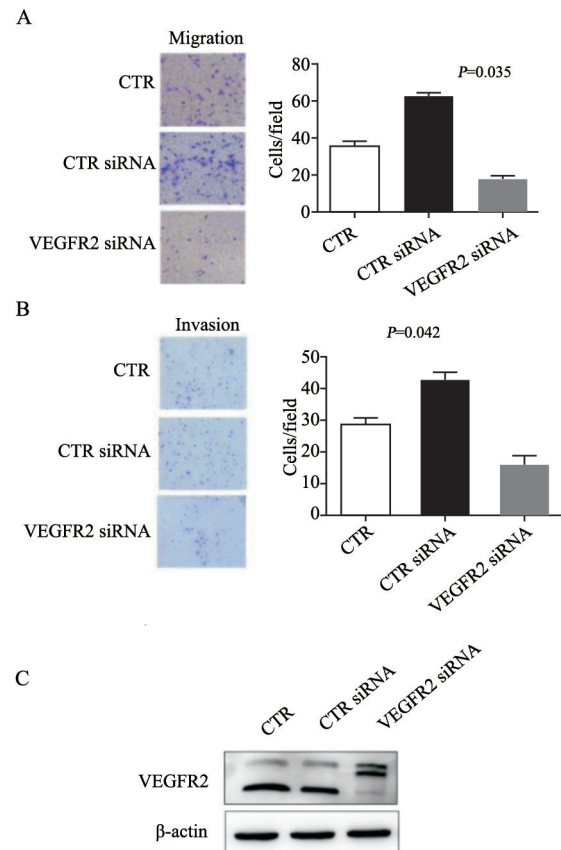 A
Migration
CTR
CTR siRNA
VEGFR2 siRNA
P=0.035
Cells/field
80
60
40
20
0
CTR
CTR siRNA
VEGFR2 siRNA
B
Invasion
CTR
CTR siRNA
VEGFR2 siRNA
P=0.042
Cells/field
50
40
30
20
10
0
CTR
CTR siRNA
VEGFR2 siRNA
C
CTR
CTR siRNA
VEGFR2 siRNA
VEGFR2
β-actin